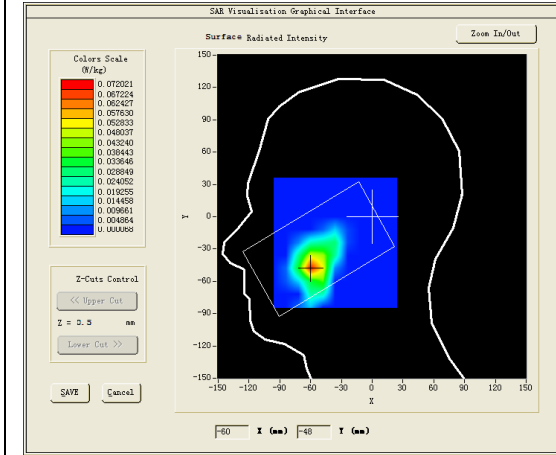 SAR Visualisation Graphical Interface
Surface Radiated Intensity
Zoom In/Out
Colors Scale
(W/kg)
0.072021
0.067224
0.062427
0.057630
0.052833
0.048037
0.043240
0.038443
0.033646
0.028849
0.024052
0.019255
0.014458
0.009661
0.004864
0.000068
Z-Cuts Control
<< Upper Cut
Z = 0.5 mm
Lower Cut >>
SAVE Cancel
150
120
90
60
30
0
-30
-60
-90
-120
-150
Y
-150 -120 -90 -60 -30 0 30 60 90 120 150
X
-60 X (mm) -48 Y (mm)